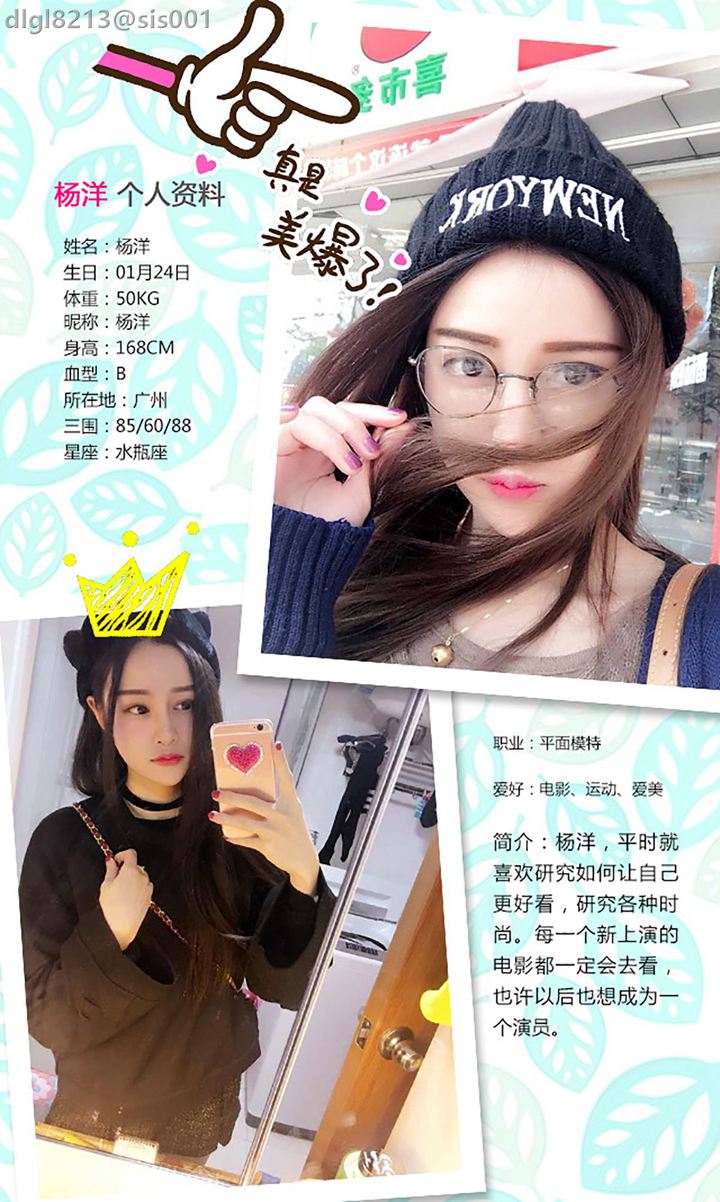 dlgl8213@sis001
喜市
真是
美爆了!
NEWYORK
杨洋 个人资料
姓名：杨洋
生日：01月24日
体重：50KG
昵称：杨洋
身高：168CM
血型：B
所在地：广州
三围：85/60/88
星座：水瓶座
职业：平面模特
爱好：电影、运动、爱美
简介：杨洋，平时就
喜欢研究如何让自己
更好看，研究各种时
尚。每一个新上演的
电影都一定会去看，
也许以后也想成为一
个演员。